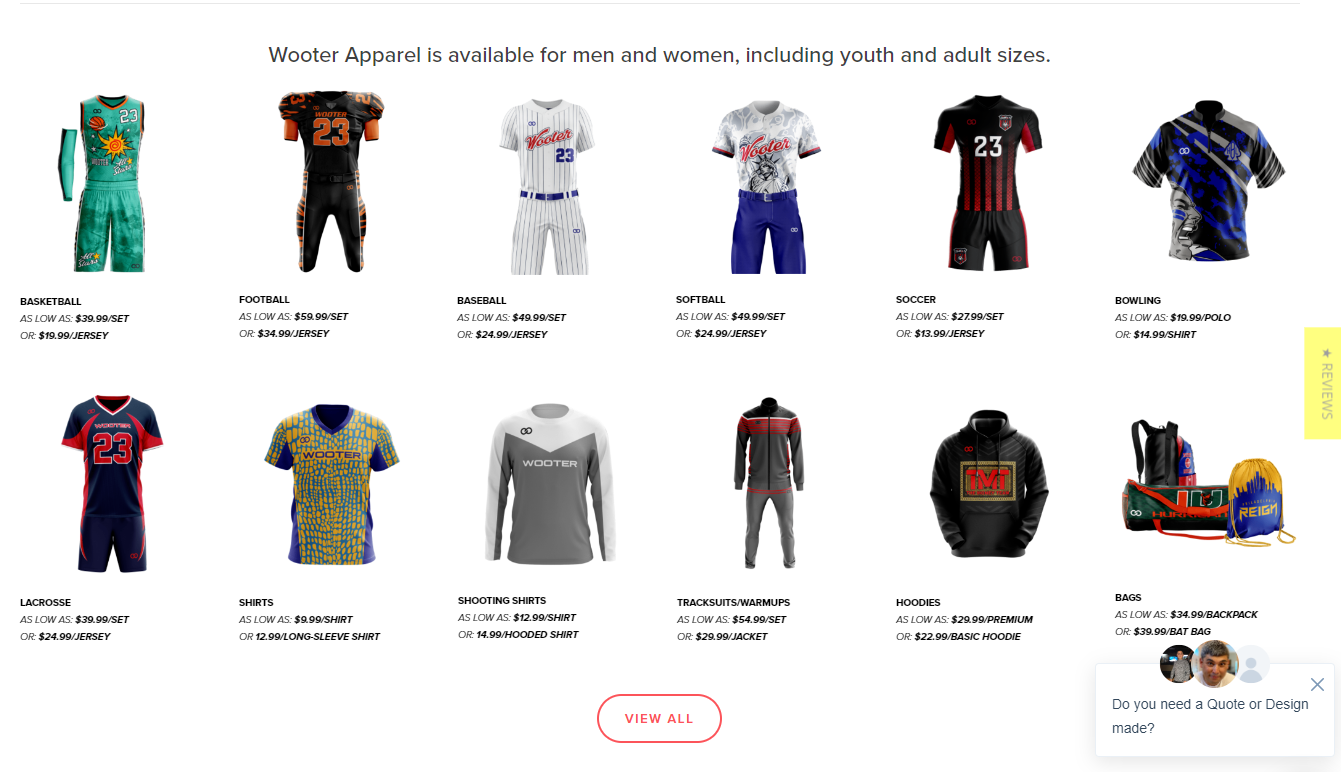 Wooter Apparel is available for men and women, including youth and adult sizes.
23
WOOTER
All
Stars
All
Stars
23
WOOTER
23
Wooter
23
Wooter
23
BASKETBALL
AS LOW AS: $39.99/SET
OR: $19.99/JERSEY
FOOTBALL
AS LOW AS: $59.99/SET
OR: $34.99/JERSEY
BASEBALL
AS LOW AS: $49.99/SET
OR: $24.99/JERSEY
SOFTBALL
AS LOW AS: $49.99/SET
OR: $24.99/JERSEY
SOCCER
AS LOW AS: $27.99/SET
OR: $13.99/JERSEY
BOWLING
AS LOW AS: $19.99/POLO
OR: $14.99/SHIRT
★ REVIEWS
WOOTER
23
WOOTER
WOOTER
REIGN
LACROSSE
AS LOW AS: $39.99/SET
OR: $24.99/JERSEY
SHIRTS
AS LOW AS: $9.99/SHIRT
OR 12.99/LONG-SLEEVE SHIRT
SHOOTING SHIRTS
AS LOW AS: $12.99/SHIRT
OR: 14.99/HOODED SHIRT
TRACKSUITS/WARMUPS
AS LOW AS: $54.99/SET
OR: $29.99/JACKET
HOODIES
AS LOW AS: $29.99/PREMIUM
OR: $22.99/BASIC HOODIE
BAGS
AS LOW AS: $34.99/BACKPACK
OR: $39.99/BAT BAG
VIEW ALL
Do you need a Quote or Design
made?